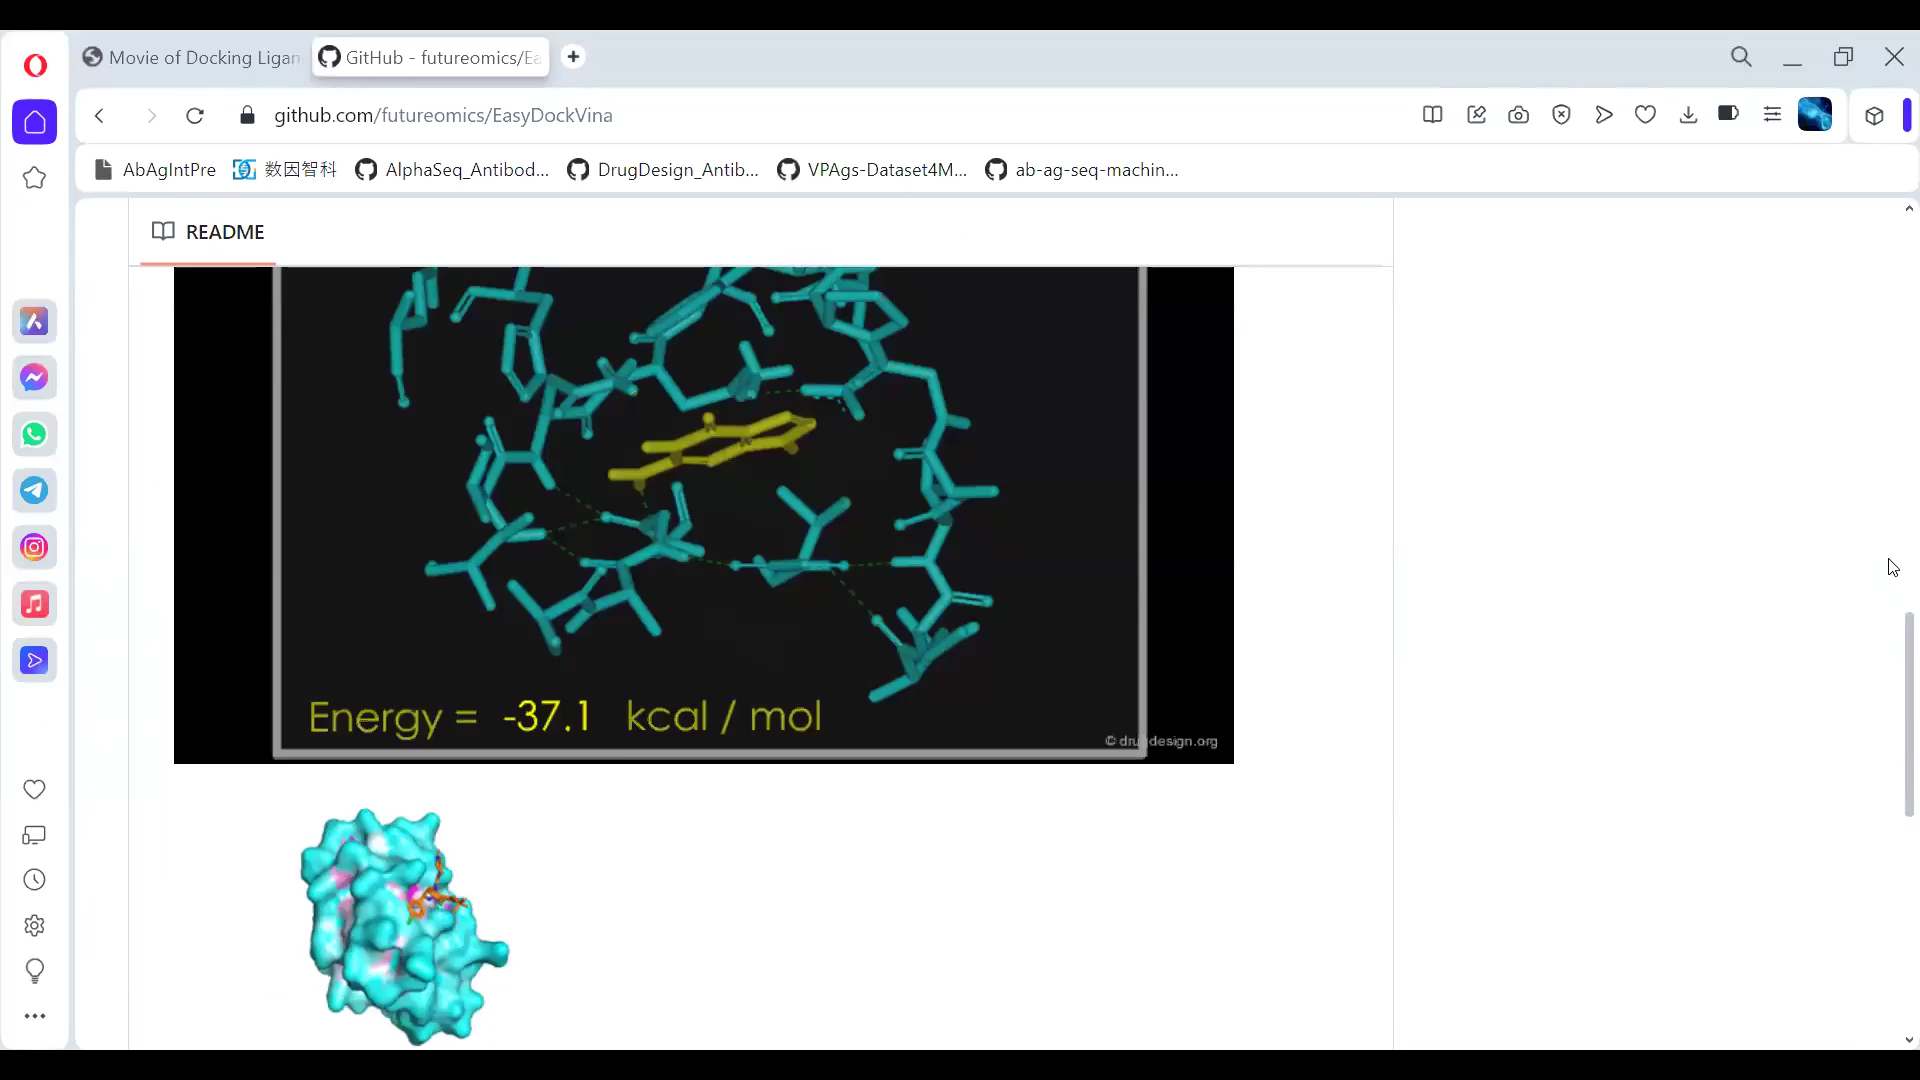 Movie of Docking Ligan
GitHub - futureomics/Ea
github.com/futureomics/EasyDockVina
AbAgIntPre
数因智科
AlphaSeq_Antibod...
DrugDesign_Antib...
VPAgs-Dataset4M...
ab-ag-seq-machin...
README
Energy = -37.1 kcal / mol
© drugdesign.org